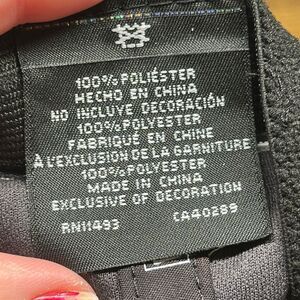 100% POLIÉSTER
HECHO EN CHINA
NO INCLUYE DECORACIÓN
100% POLYESTER
FABRIQUÉ EN CHINE
À L'EXCLUSION DE LA GARNITURE
100% POLYESTER
MADE IN CHINA
EXCLUSIVE OF DECORATION
RN11493 CA40289